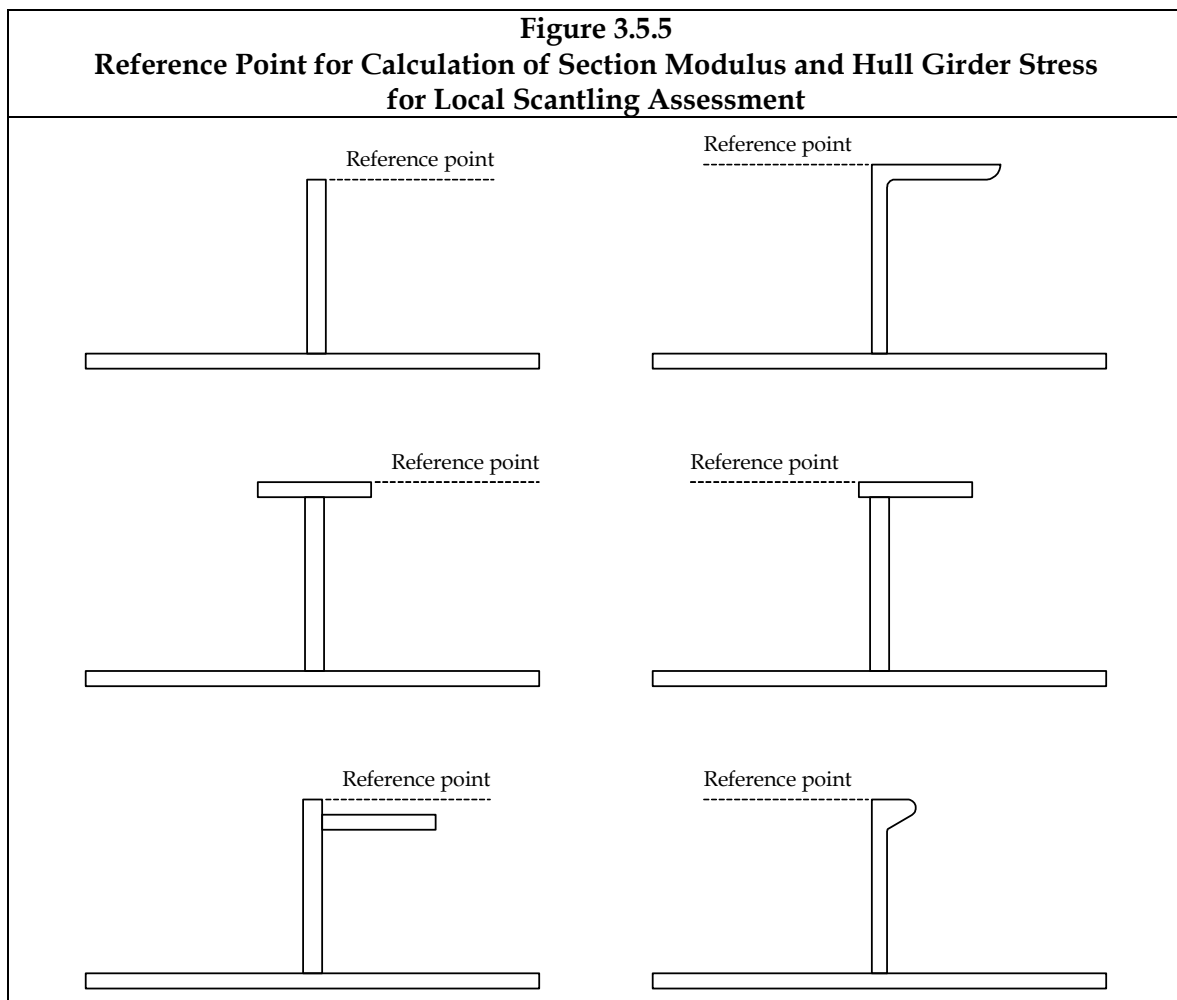 Figure 3.5.5
Reference Point for Calculation of Section Modulus and Hull Girder Stress
for Local Scantling Assessment
Reference point
Reference point
Reference point
Reference point
Reference point
Reference point